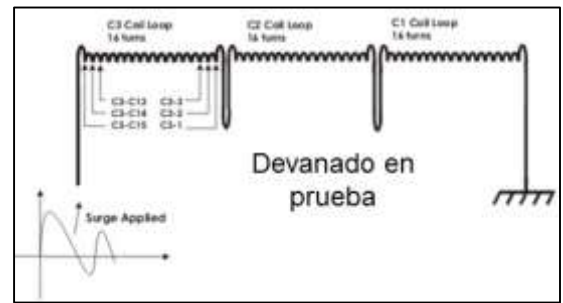 C3 Coil Loop
16 turns
C2 Coil Loop
16 turns
C1 Coil Loop
16 turns
C3-C13 C3-3
C3-C14 C3-2
C3-C15 C3-1
Devanado en
prueba
Surge Applied